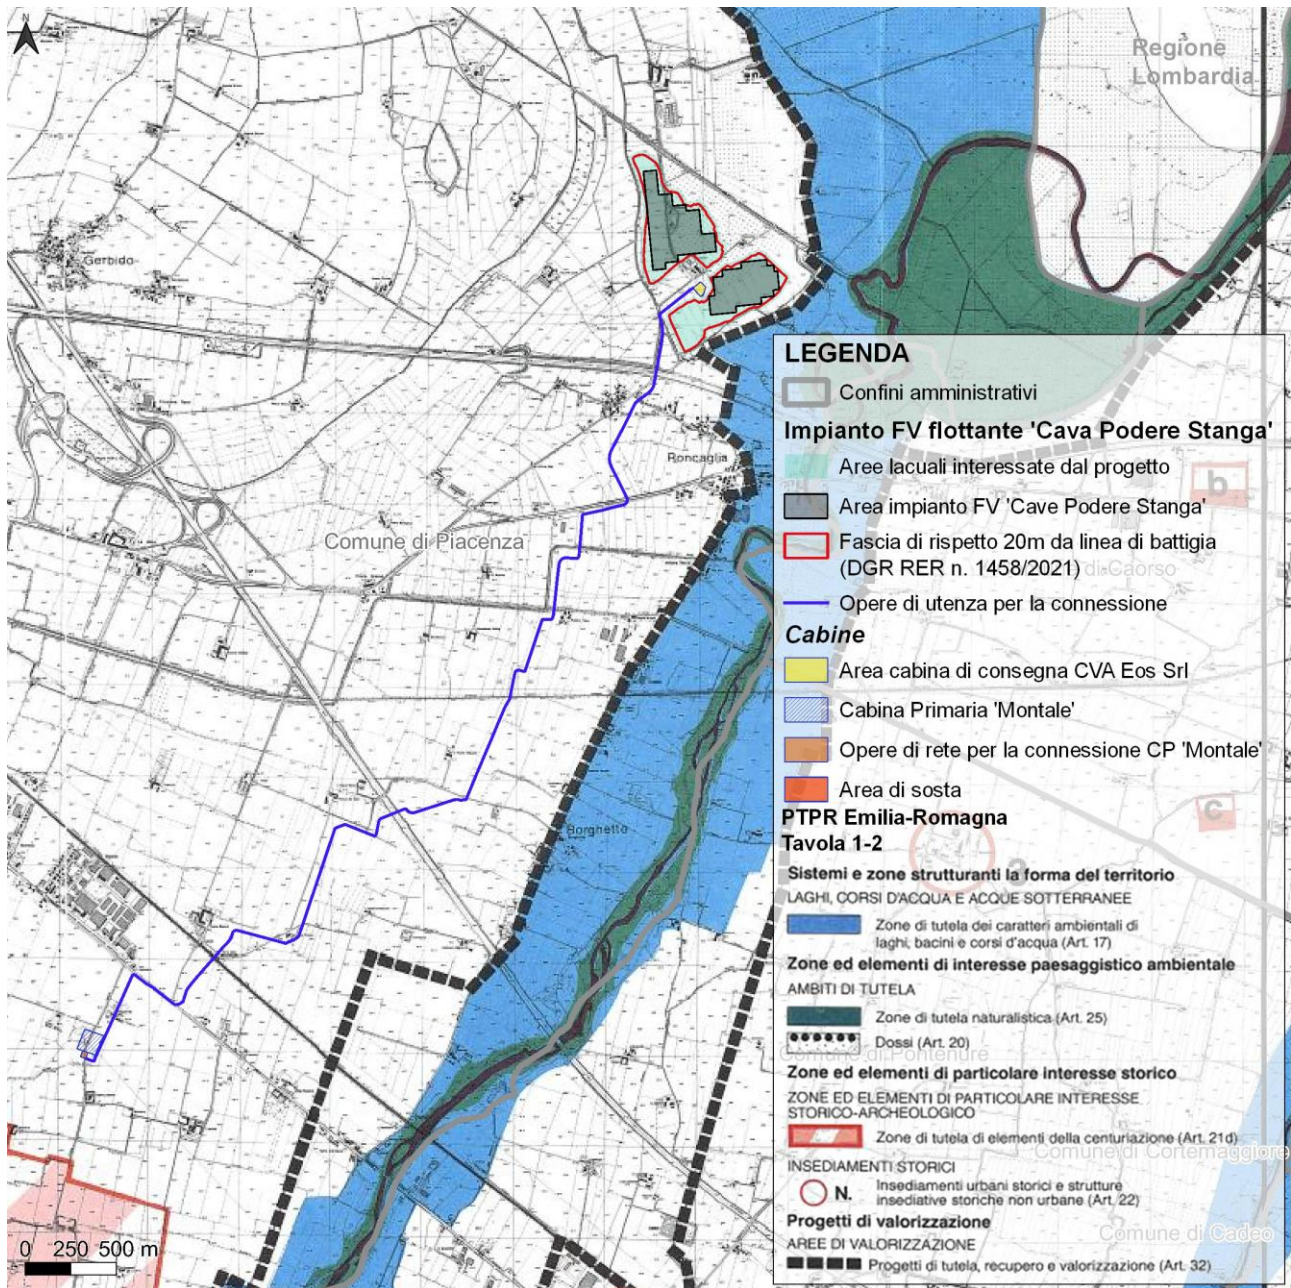 N
Regione
Lombardia
Gerbido
Roncaglia
Comune di Piacenza
Borghetto
LEGENDA
Confini amministrativi
Impianto FV flottante 'Cava Podere Stanga'
Aree lacuali interessate dal progetto
b
Area impianto FV 'Cave Podere Stanga'
Fascia di rispetto 20m da linea di battigia
(DGR RER n. 1458/2021)
di Caorso
Opere di utenza per la connessione
Cabine
Area cabina di consegna CVA Eos Srl
Cabina Primaria 'Montale'
Opere di rete per la connessione CP 'Montale'
Area di sosta
c
PTPR Emilia-Romagna
Tavola 1-2
a
Sistemi e zone strutturanti la forma del territorio
LAGHI, CORSI D'ACQUA E ACQUE SOTTERRANEE
Zone di tutela dei caratteri ambientali di
laghi, bacini e corsi d'acqua (Art. 17)
Zone ed elementi di interesse paesaggistico ambientale
AMBITI DI TUTELA
Zone di tutela naturalistica (Art. 25)
Dossi (Art. 20)
Comune di Pontenure
Zone ed elementi di particolare interesse storico
ZONE ED ELEMENTI DI PARTICOLARE INTERESSE
STORICO-ARCHEOLOGICO
Zone di tutela di elementi della centuriazione (Art. 21d)
Comune di Cortemaggiore
INSEDIAMENTI STORICI
N.
Insediamenti urbani storici e strutture
insediative storiche non urbane (Art. 22)
Progetti di valorizzazione
Comune di Cadeo
AREE DI VALORIZZAZIONE
Progetti di tutela, recupero e valorizzazione (Art. 32)
0 250 500 m